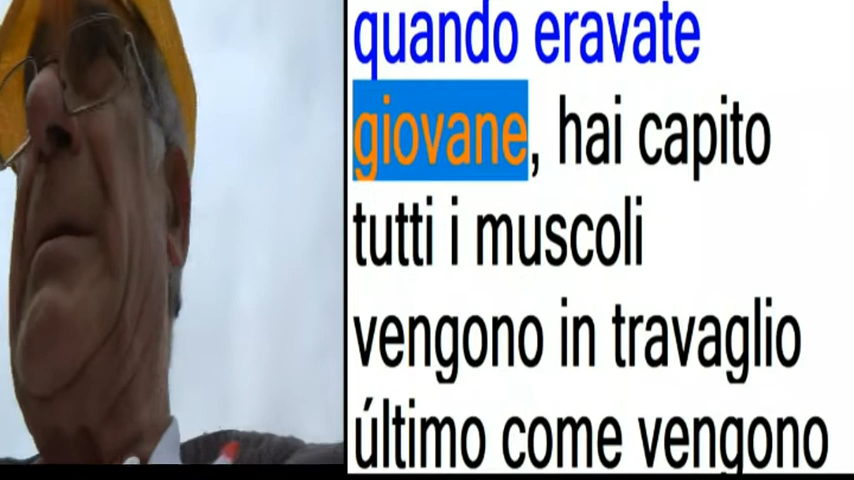 quando eravate
giovane, hai capito
tutti i muscoli
vengono in travaglio
último come vengono